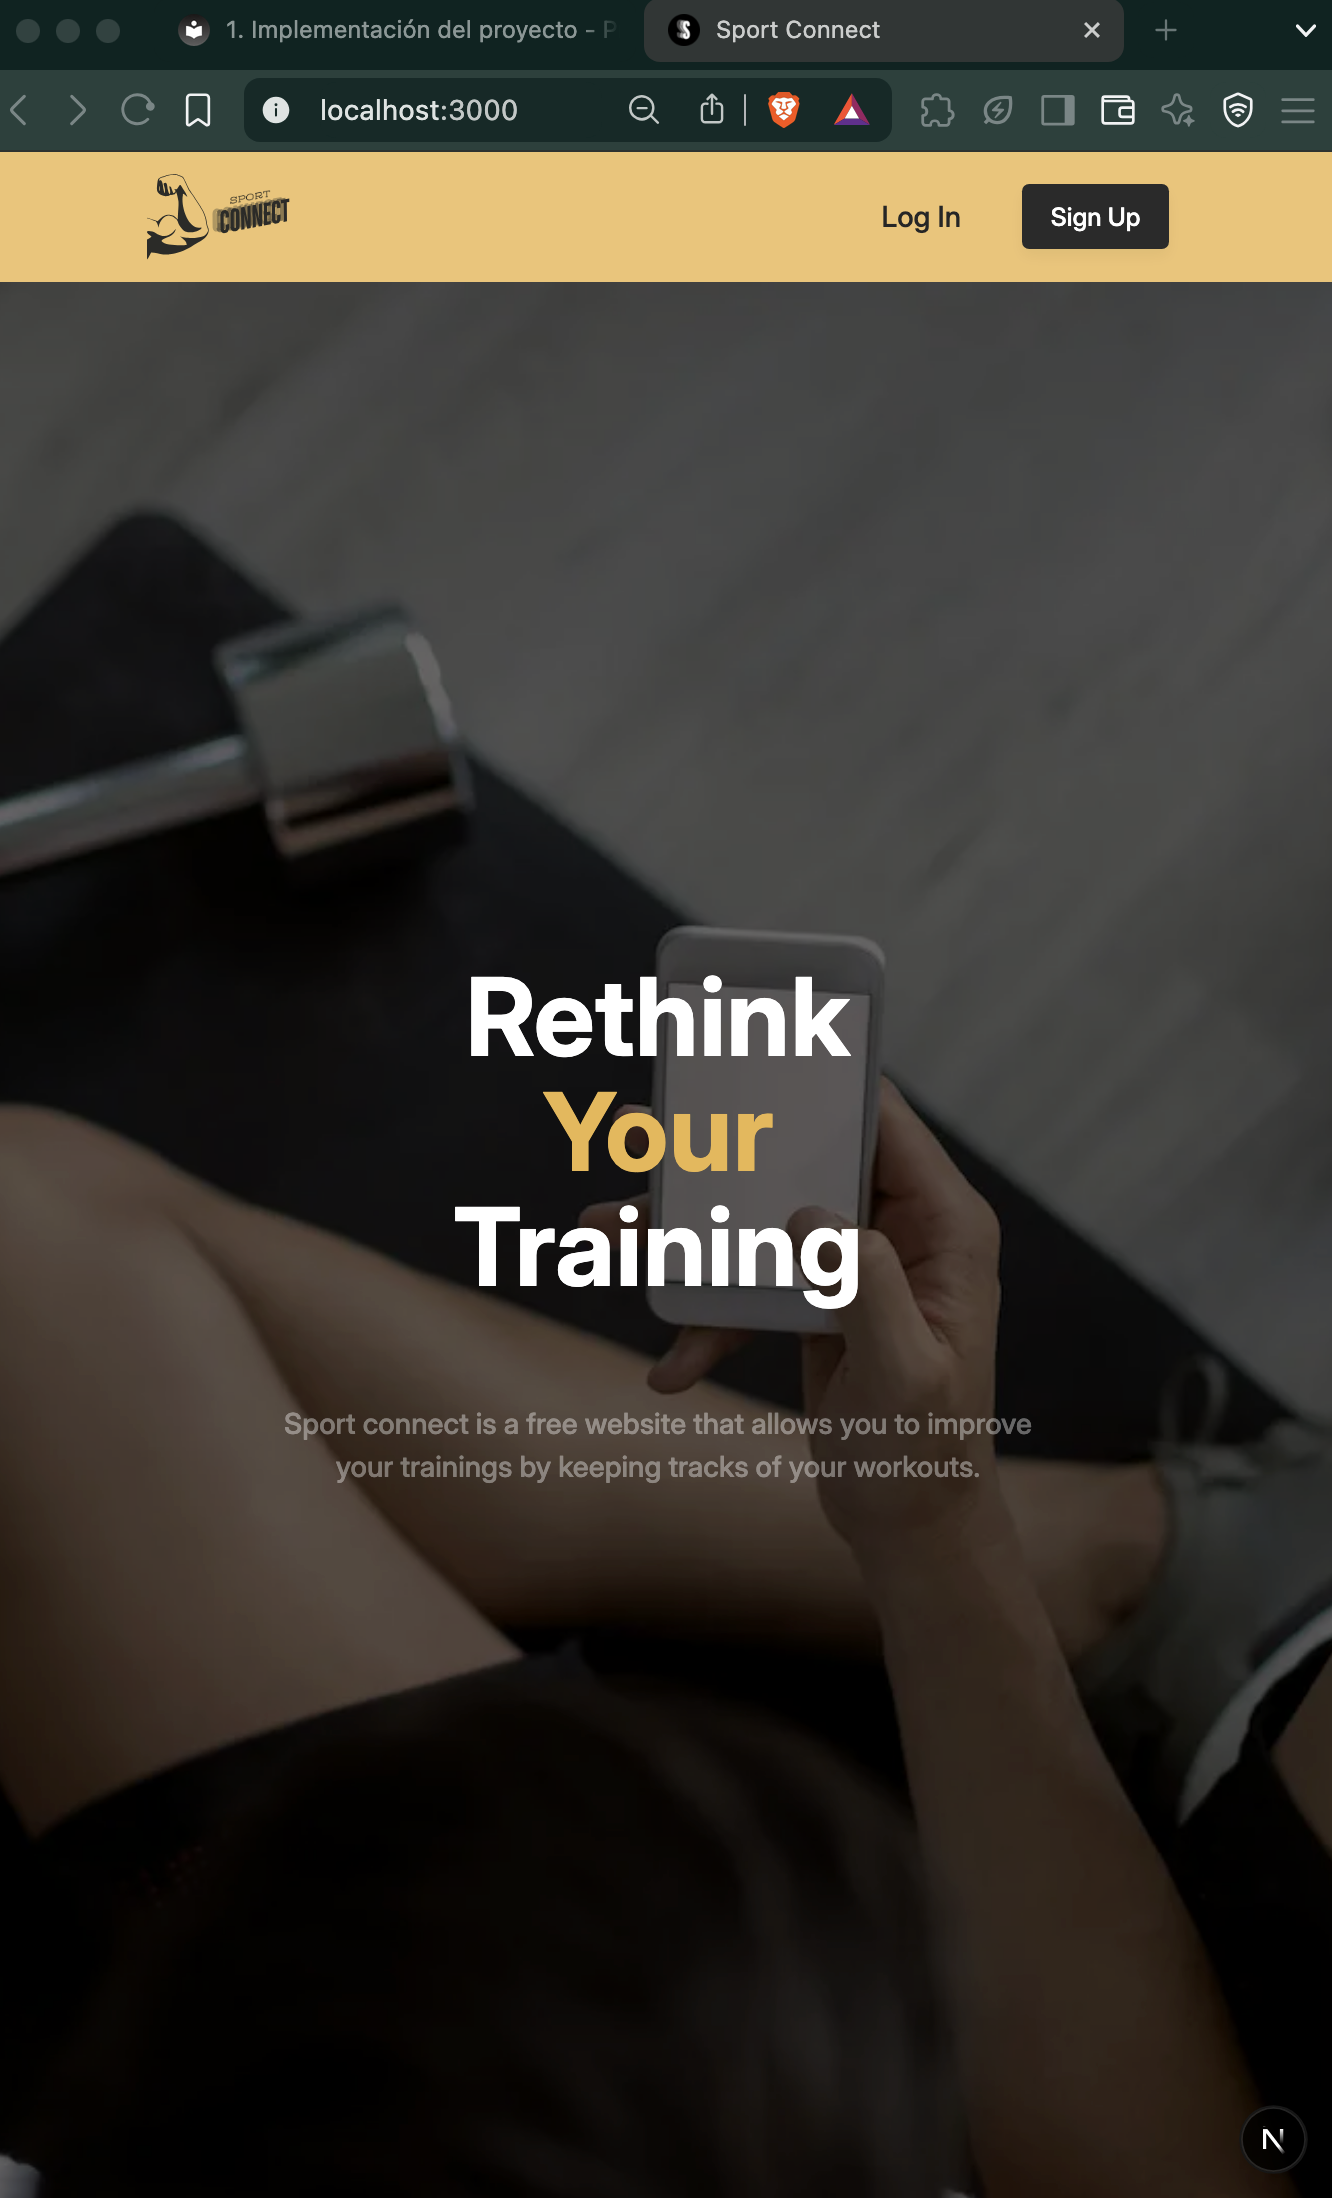 1. Implementación del proyecto - P
Sport Connect
localhost:3000
SPORT
CONNECT
Log In
Sign Up
Rethink
Your
Training
Sport connect is a free website that allows you to improve
your trainings by keeping tracks of your workouts.
N